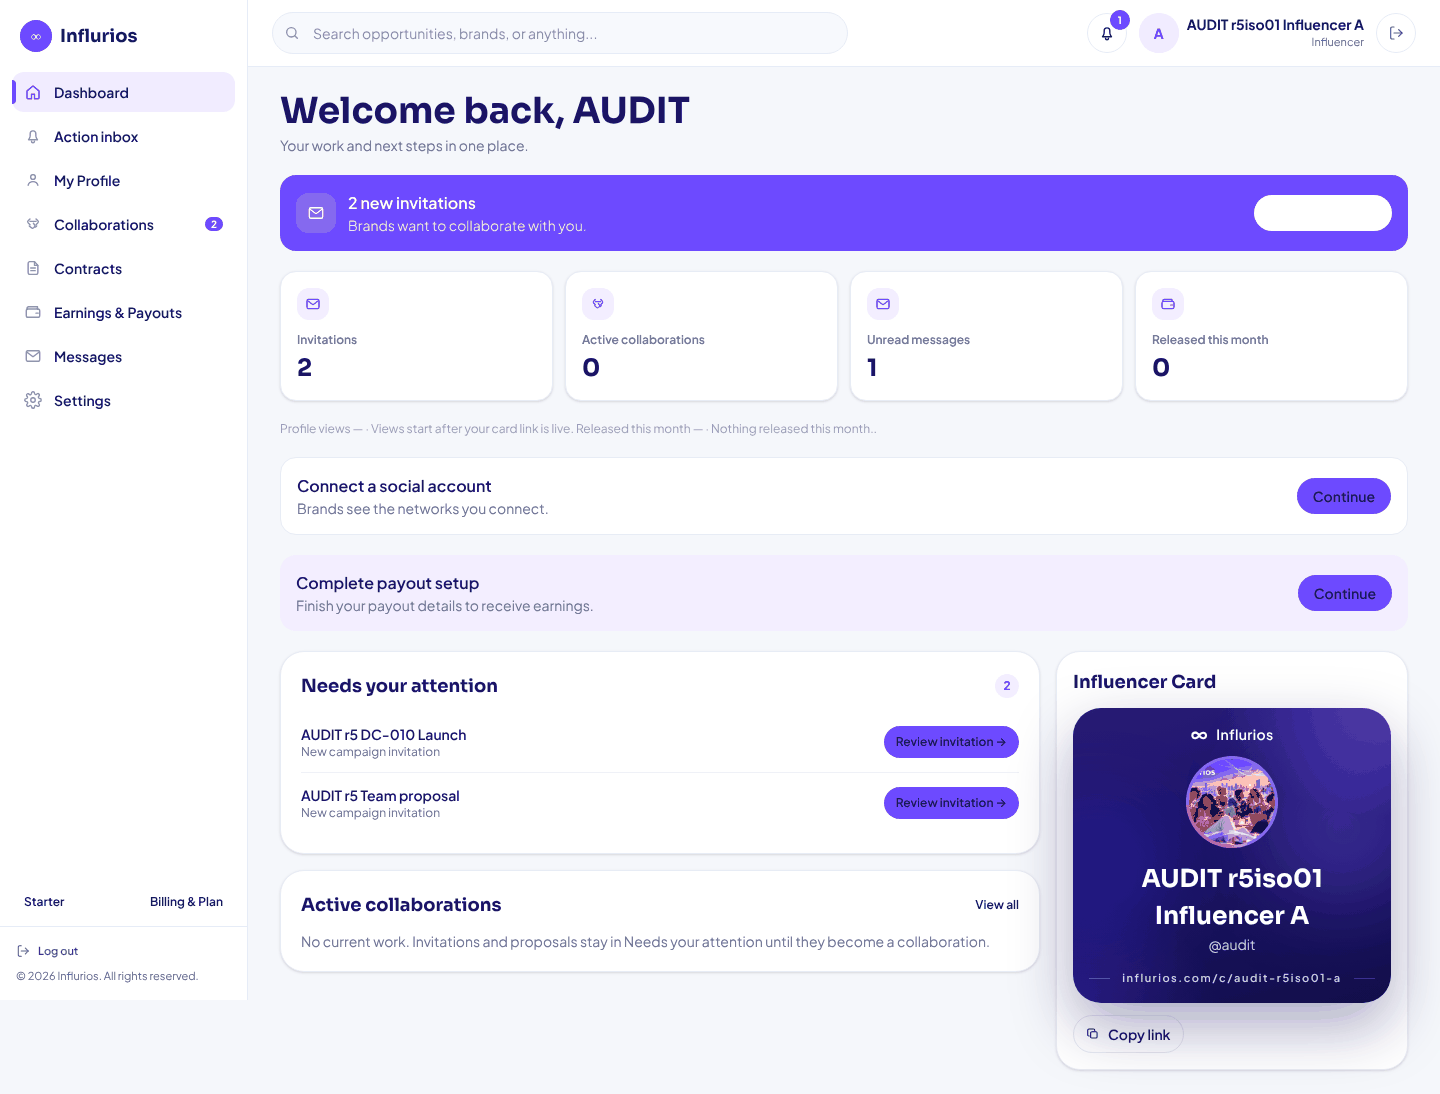 Influrios
Search opportunities, brands, or anything...
1
A
AUDIT r5iso01 Influencer A
Influencer
Dashboard
Action inbox
My Profile
Collaborations
2
Contracts
Earnings & Payouts
Messages
Settings
Starter
Billing & Plan
Log out
© 2026 Influrios. All rights reserved.
Welcome back, AUDIT
Your work and next steps in one place.
2 new invitations
Brands want to collaborate with you.
Invitations
2
Active collaborations
0
Unread messages
1
Released this month
0
Profile views — · Views start after your card link is live. Released this month — · Nothing released this month..
Connect a social account
Brands see the networks you connect.
Continue
Complete payout setup
Finish your payout details to receive earnings.
Continue
Needs your attention
2
AUDIT r5 DC-010 Launch
New campaign invitation
Review invitation →
AUDIT r5 Team proposal
New campaign invitation
Review invitation →
Active collaborations
View all
No current work. Invitations and proposals stay in Needs your attention until they become a collaboration.
Influencer Card
Influrios
AUDIT r5iso01
Influencer A
@audit
influrios.com/c/audit-r5iso01-a
Copy link